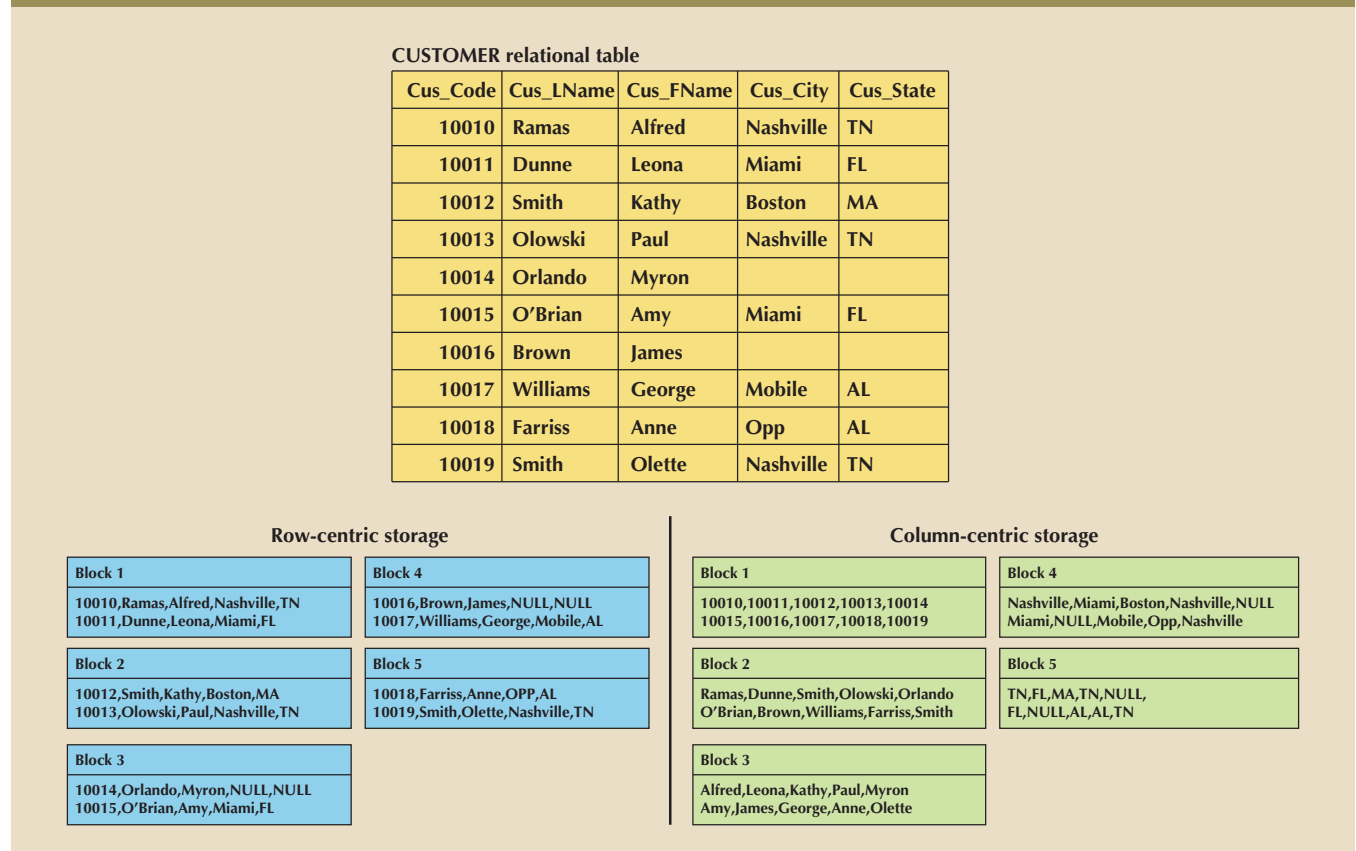 CUSTOMER relational table
Cus_Code Cus_LName Cus_FName Cus_City Cus_State
10010 Ramas Alfred Nashville TN
10011 Dunne Leona Miami FL
10012 Smith Kathy Boston MA
10013 Olowski Paul Nashville TN
10014 Orlando Myron
10015 O’Brian Amy Miami FL
10016 Brown James
10017 Williams George Mobile AL
10018 Farriss Anne Opp AL
10019 Smith Olette Nashville TN
Row-centric storage
Block 1
10010,Ramas,Alfred,Nashville,TN
10011,Dunne,Leona,Miami,FL
Block 2
10012,Smith,Kathy,Boston,MA
10013,Olowski,Paul,Nashville,TN
Block 3
10014,Orlando,Myron,NULL,NULL
10015,O’Brian,Amy,Miami,FL
Block 4
10016,Brown,James,NULL,NULL
10017,Williams,George,Mobile,AL
Block 5
10018,Farriss,Anne,OPP,AL
10019,Smith,Olette,Nashville,TN
Column-centric storage
Block 1
10010,10011,10012,10013,10014
10015,10016,10017,10018,10019
Block 2
Ramas,Dunne,Smith,Olowski,Orlando
O’Brian,Brown,Williams,Farriss,Smith
Block 3
Alfred,Leona,Kathy,Paul,Myron
Amy,James,George,Anne,Olette
Block 4
Nashville,Miami,Boston,Nashville,NULL
Miami,NULL,Mobile,Opp,Nashville
Block 5
TN,FL,MA,TN,NULL,
FL,NULL,AL,AL,TN